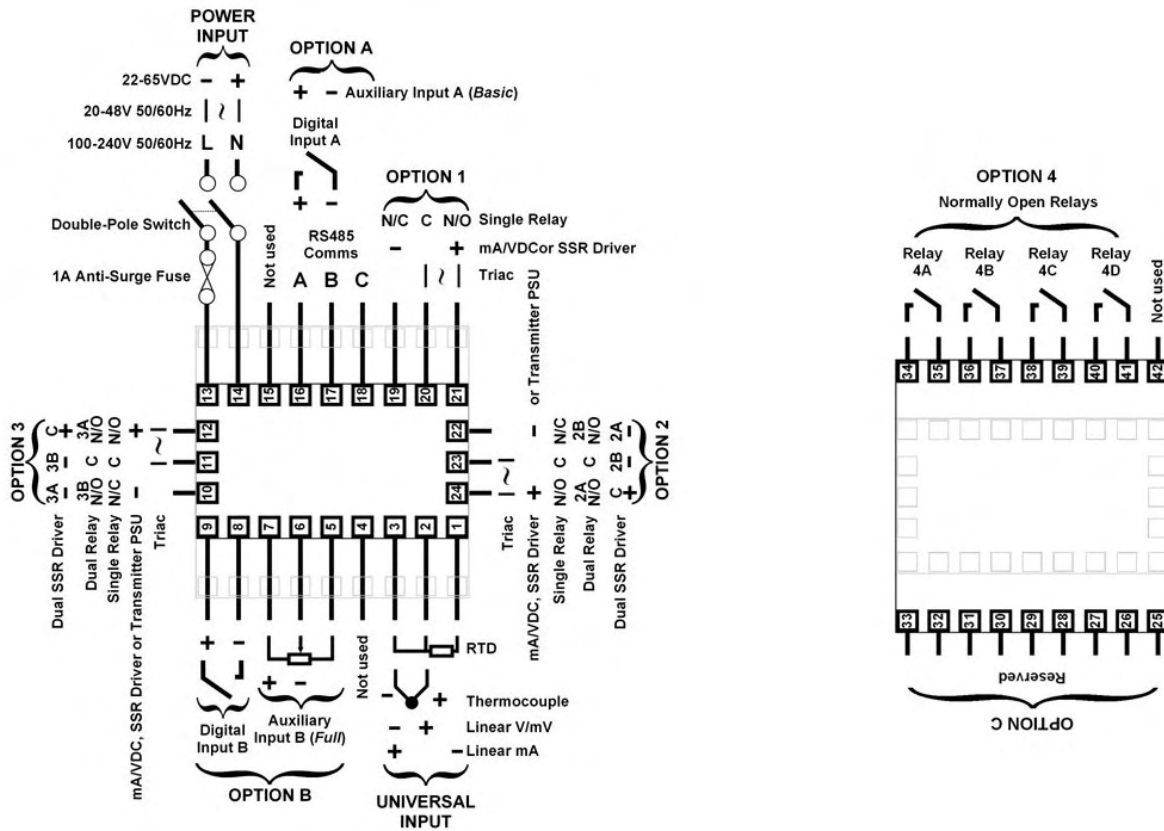 POWER
INPUT
OPTION A
22-65VDC - +
+ - Auxiliary Input A (Basic)
20-48V 50/60Hz | ~ |
Digital
Input A
100-240V 50/60Hz L N
+ -
OPTION 1
N/C C N/O Single Relay
- + mA/VDCor SSR Driver
| ~ | Triac
Double-Pole Switch
1A Anti-Surge Fuse
Not used
RS485
Comms
A B C
or Transmitter PSU
13 14 15 16 17 18 19 20 21
OPTION 3
C 3B 3A
+ - -
3A 3B
N/O C N/O
N/O C N/C
+ -
| ~ |
12
11
10
Dual SSR Driver
Dual Relay
Single Relay
mA/VDC, SSR Driver or Transmitter PSU
Triac
22
23
24
| ~ |
- +
N/C C N/O
2B 2A
N/O C N/O
2A 2B C
- - +
OPTION 2
Triac
mA/VDC, SSR Driver
Single Relay
Dual Relay
Dual SSR Driver
9 8 7 6 5 4 3 2 1
+ -
Digital
Input B
+ -
Auxiliary
Input B (Full)
OPTION B
Not used
RTD
- + Thermocouple
- + Linear V/mV
+ - Linear mA
UNIVERSAL
INPUT
OPTION 4
Normally Open Relays
Relay
4A
Relay
4B
Relay
4C
Relay
4D
Not used
34 35 36 37 38 39 40 41 42
33 32 31 30 29 28 27 26 25
Reserved
OPTION C